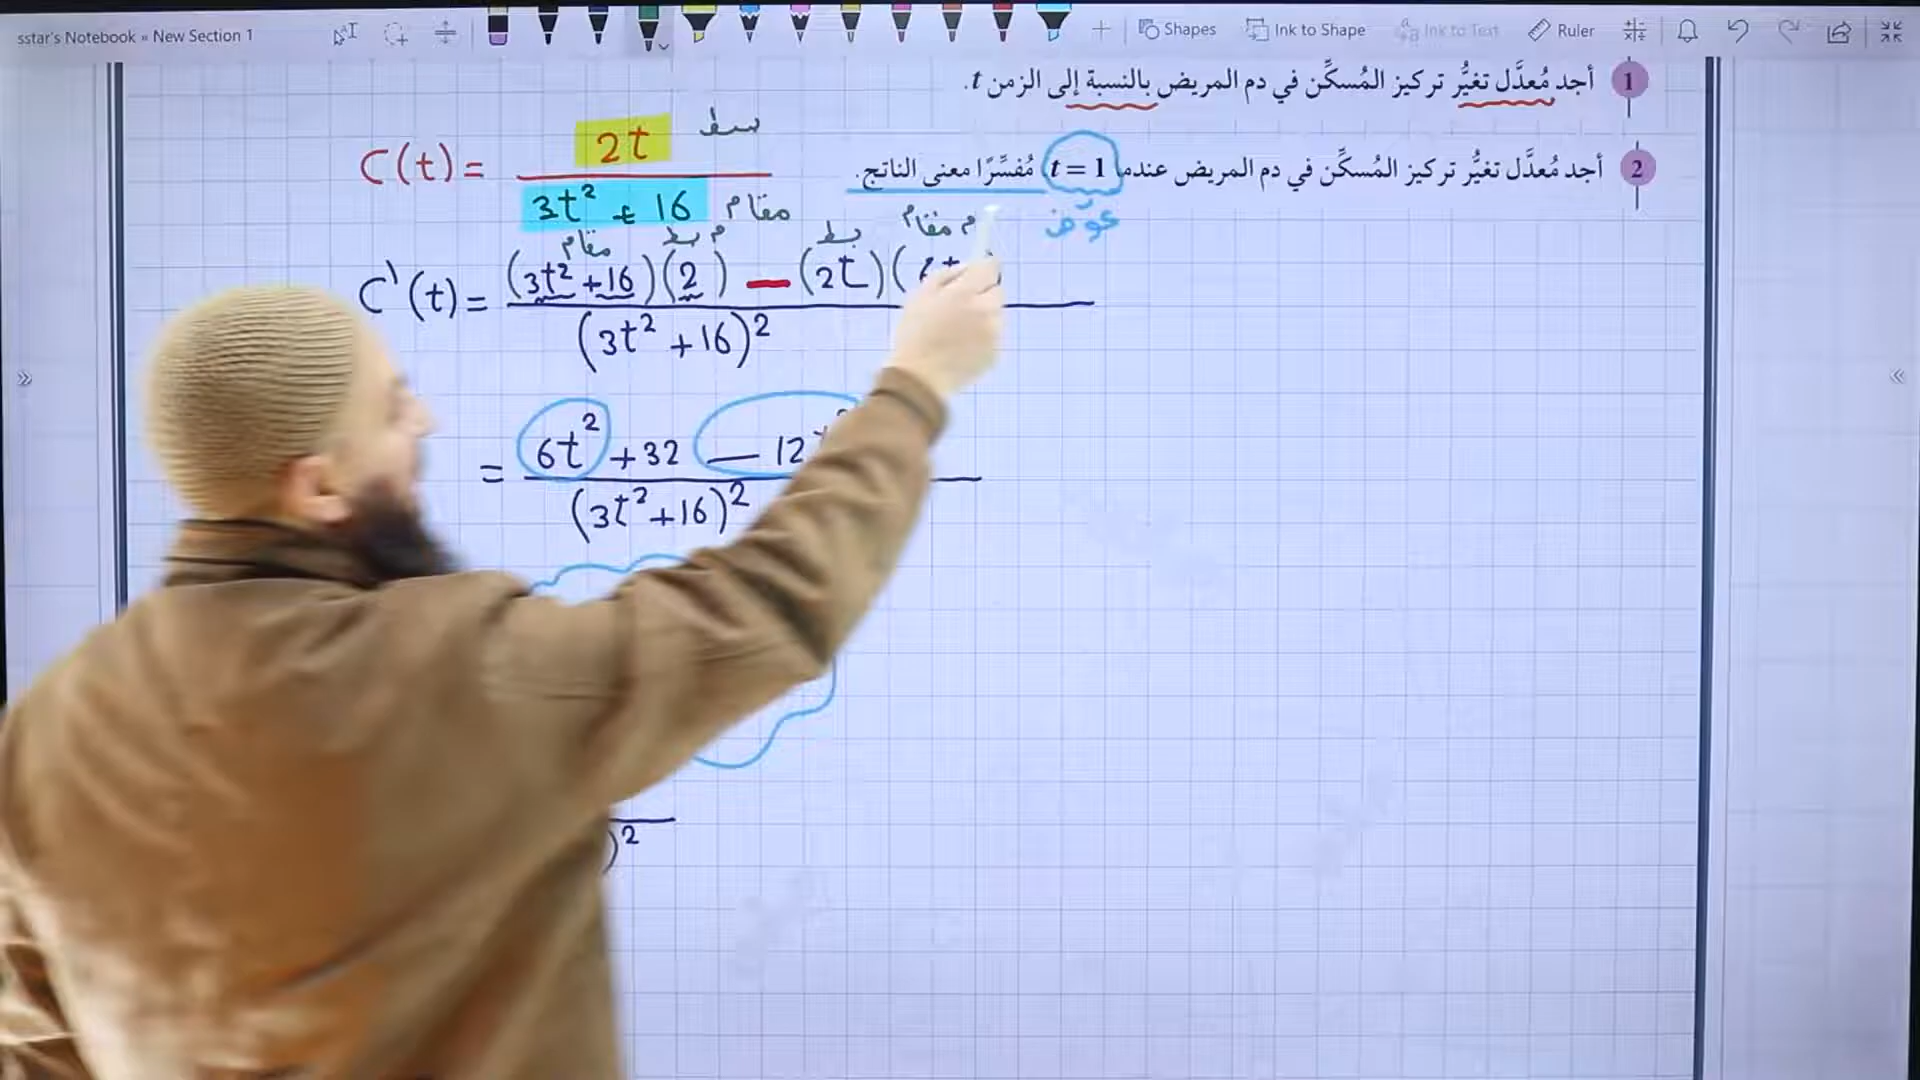 sstar's Notebook » New Section 1
Shapes
Ink to Shape
Ink to Text
Ruler
1 أجد مُعدَّل تغيُّر تركيز المُسكِّن في دم المريض بالنسبة إلى الزمن t.
2 أجد مُعدَّل تغيُّر تركيز المُسكِّن في دم المريض عندما t = 1 مُفسِّرًا معنى الناتج.
عوّض
C(t) = 2t / 3t² + 16
بسط
مقام
مقام م بسط بسط م مقام
C'(t) = (3t² + 16)(2) — (2t)(6t
(3t² + 16)²
= 6t² + 32 — 12
(3t² + 16)²
)²